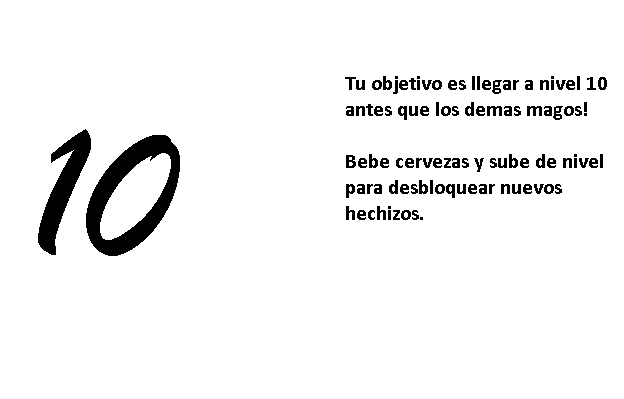 10
Tu objetivo es llegar a nivel 10
antes que los demas magos!
Bebe cervezas y sube de nivel
para desbloquear nuevos
hechizos.